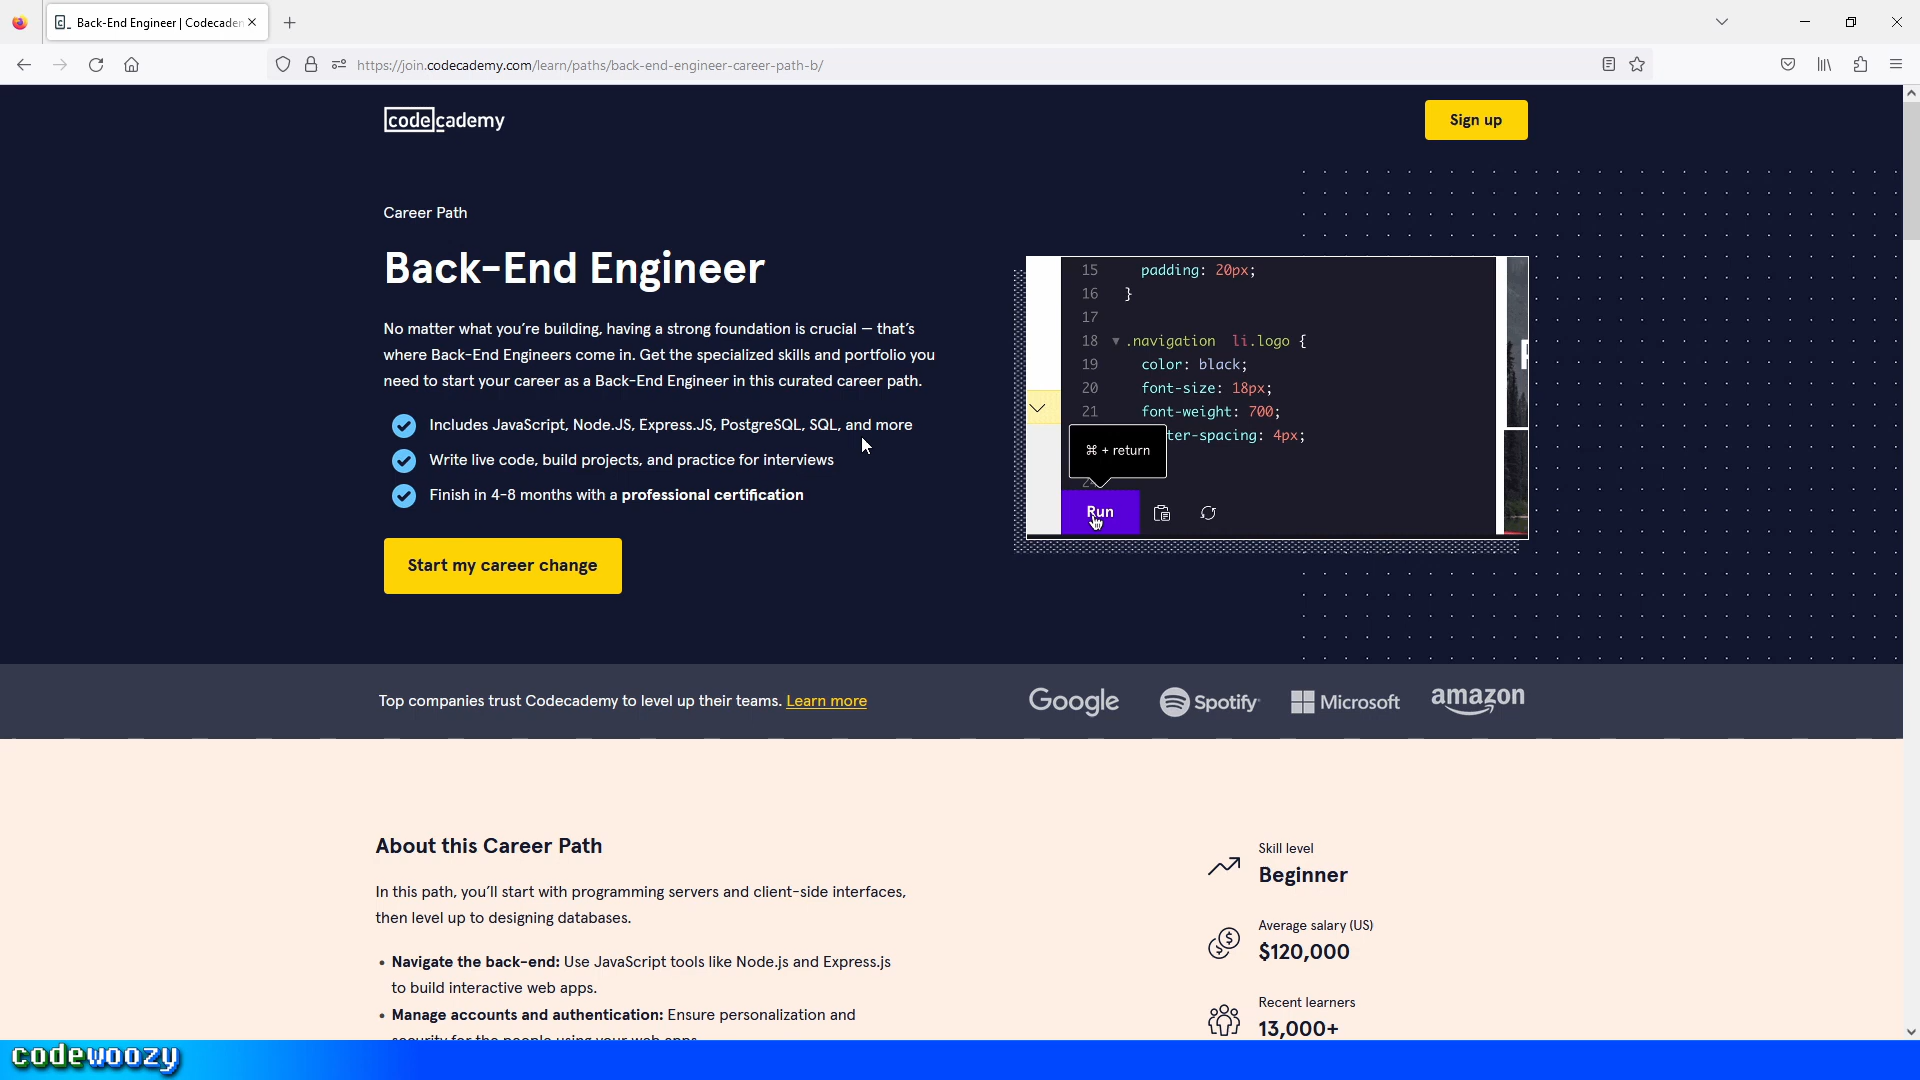 Back-End Engineer | Codecaden
https://join.codecademy.com/learn/paths/back-end-engineer-career-path-b/
codecademy
Sign up
Career Path
Back-End Engineer
No matter what you're building, having a strong foundation is crucial — that's
where Back-End Engineers come in. Get the specialized skills and portfolio you
need to start your career as a Back-End Engineer in this curated career path.
Includes JavaScript, Node.JS, Express.JS, PostgreSQL, SQL, and more
Write live code, build projects, and practice for interviews
Finish in 4-8 months with a professional certification
Start my career change
15 padding: 20px;
16 }
17
18 .navigation li.logo {
19 color: black;
20 font-size: 18px;
21 font-weight: 700;
ter-spacing: 4px;
⌘ + return
Run
Top companies trust Codecademy to level up their teams. Learn more
Google Spotify Microsoft amazon
About this Career Path
In this path, you'll start with programming servers and client-side interfaces,
then level up to designing databases.
• Navigate the back-end: Use JavaScript tools like Node.js and Express.js
to build interactive web apps.
• Manage accounts and authentication: Ensure personalization and
security for the people using your web apps.
Skill level
Beginner
Average salary (US)
$120,000
Recent learners
13,000+
codewoozy